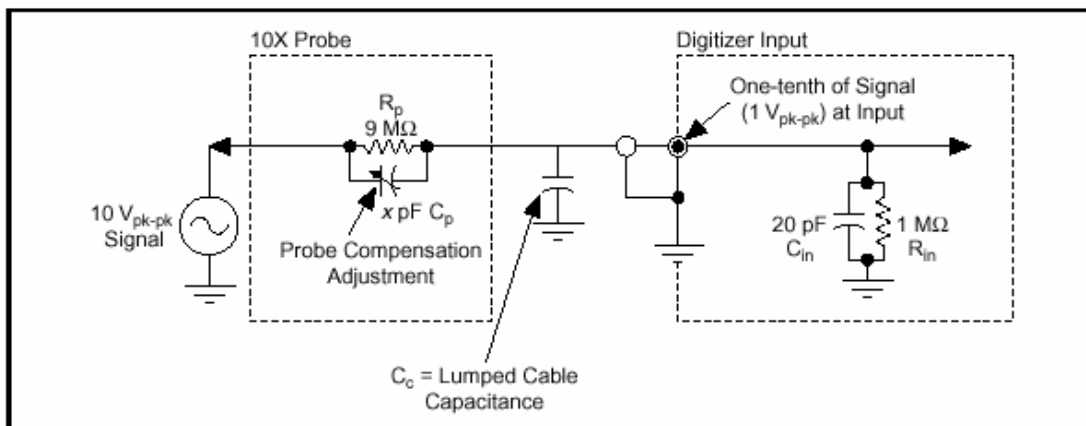 10X Probe
Digitizer Input
One-tenth of Signal
(1 Vpk-pk) at Input
Rp
9 MΩ
10 Vpk-pk
Signal
x pF Cp
Probe Compensation
Adjustment
20 pF
Cin
1 MΩ
Rin
Cc = Lumped Cable
Capacitance